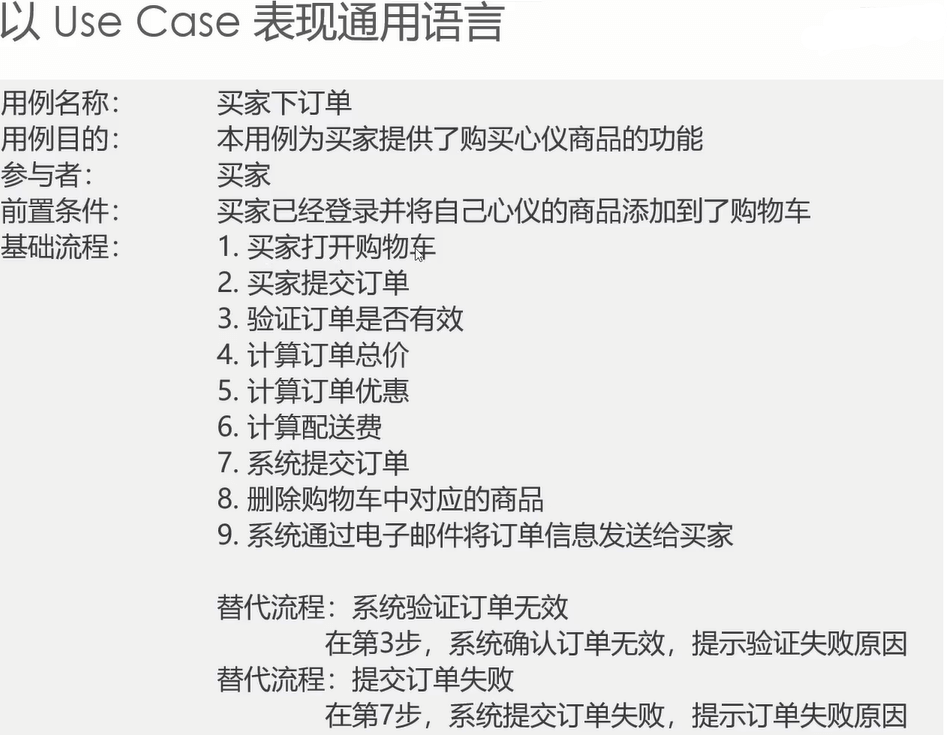 以 Use Case 表现通用语言
用例名称： 买家下订单
用例目的： 本用例为买家提供了购买心仪商品的功能
参与者： 买家
前置条件： 买家已经登录并将自己心仪的商品添加到了购物车
基础流程： 1. 买家打开购物车
2. 买家提交订单
3. 验证订单是否有效
4. 计算订单总价
5. 计算订单优惠
6. 计算配送费
7. 系统提交订单
8. 删除购物车中对应的商品
9. 系统通过电子邮件将订单信息发送给买家
替代流程：系统验证订单无效
在第3步，系统确认订单无效，提示验证失败原因
替代流程：提交订单失败
在第7步，系统提交订单失败，提示订单失败原因